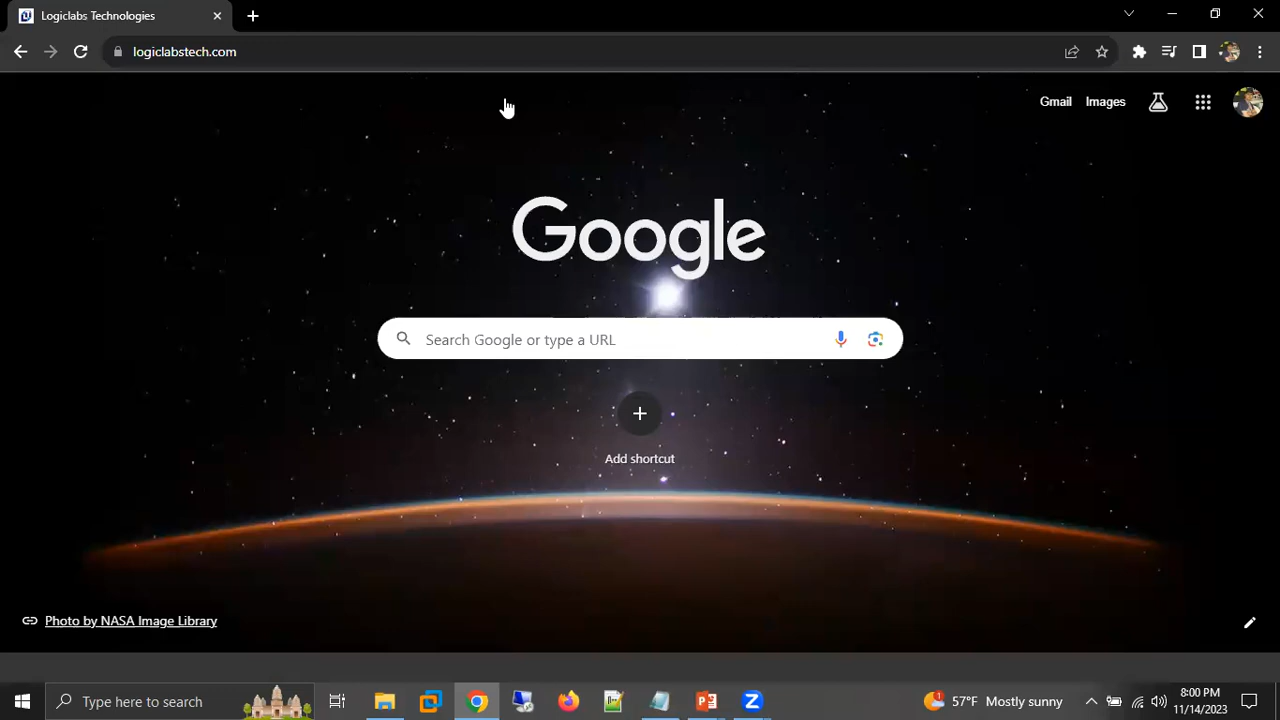 Logiclabs Technologies
logiclabstech.com
Gmail Images
Google
Search Google or type a URL
Add shortcut
Photo by NASA Image Library
Type here to search
1
57°F Mostly sunny
8:00 PM
11/14/2023